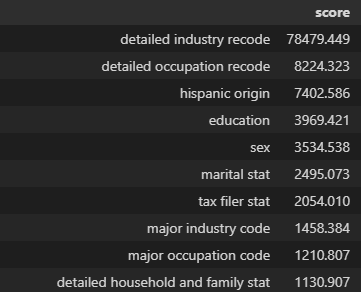 score
detailed industry recode 78479.449
detailed occupation recode 8224.323
hispanic origin 7402.586
education 3969.421
sex 3534.538
marital stat 2495.073
tax filer stat 2054.010
major industry code 1458.384
major occupation code 1210.807
detailed household and family stat 1130.907